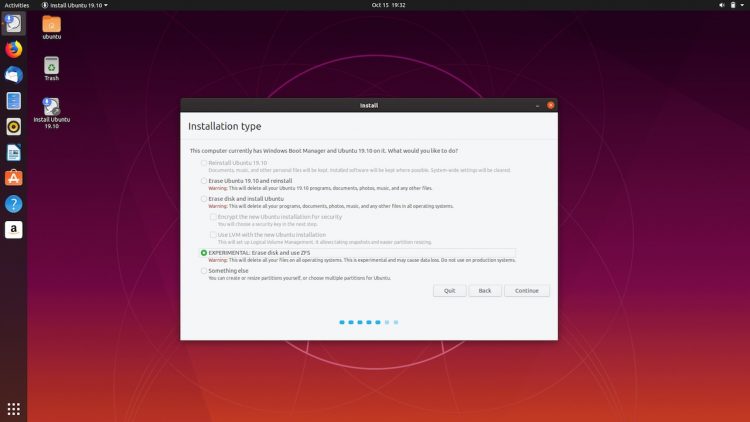 Activities
Install Ubuntu 19.10
Oct 15 19:32
ubuntu
Trash
Install Ubuntu
19.10
Install
Installation type
This computer currently has Windows Boot Manager and Ubuntu 19.10 on it. What would you like to do?
Reinstall Ubuntu 19.10
Documents, music, and other personal files will be kept. Installed software will be kept where possible. System-wide settings will be cleared.
Erase Ubuntu 19.10 and reinstall
Warning: This will delete all your Ubuntu 19.10 programs, documents, photos, music, and any other files.
Erase disk and install Ubuntu
Warning: This will delete all your programs, documents, photos, music, and any other files in all operating systems.
Encrypt the new Ubuntu installation for security
You will choose a security key in the next step.
Use LVM with the new Ubuntu installation
This will set up Logical Volume Management. It allows taking snapshots and easier partition resizing.
EXPERIMENTAL: Erase disk and use ZFS
Warning: This will delete all your files on all operating systems. This is experimental and may cause data loss. Do not use on production systems.
Something else
You can create or resize partitions yourself, or choose multiple partitions for Ubuntu.
Quit
Back
Continue